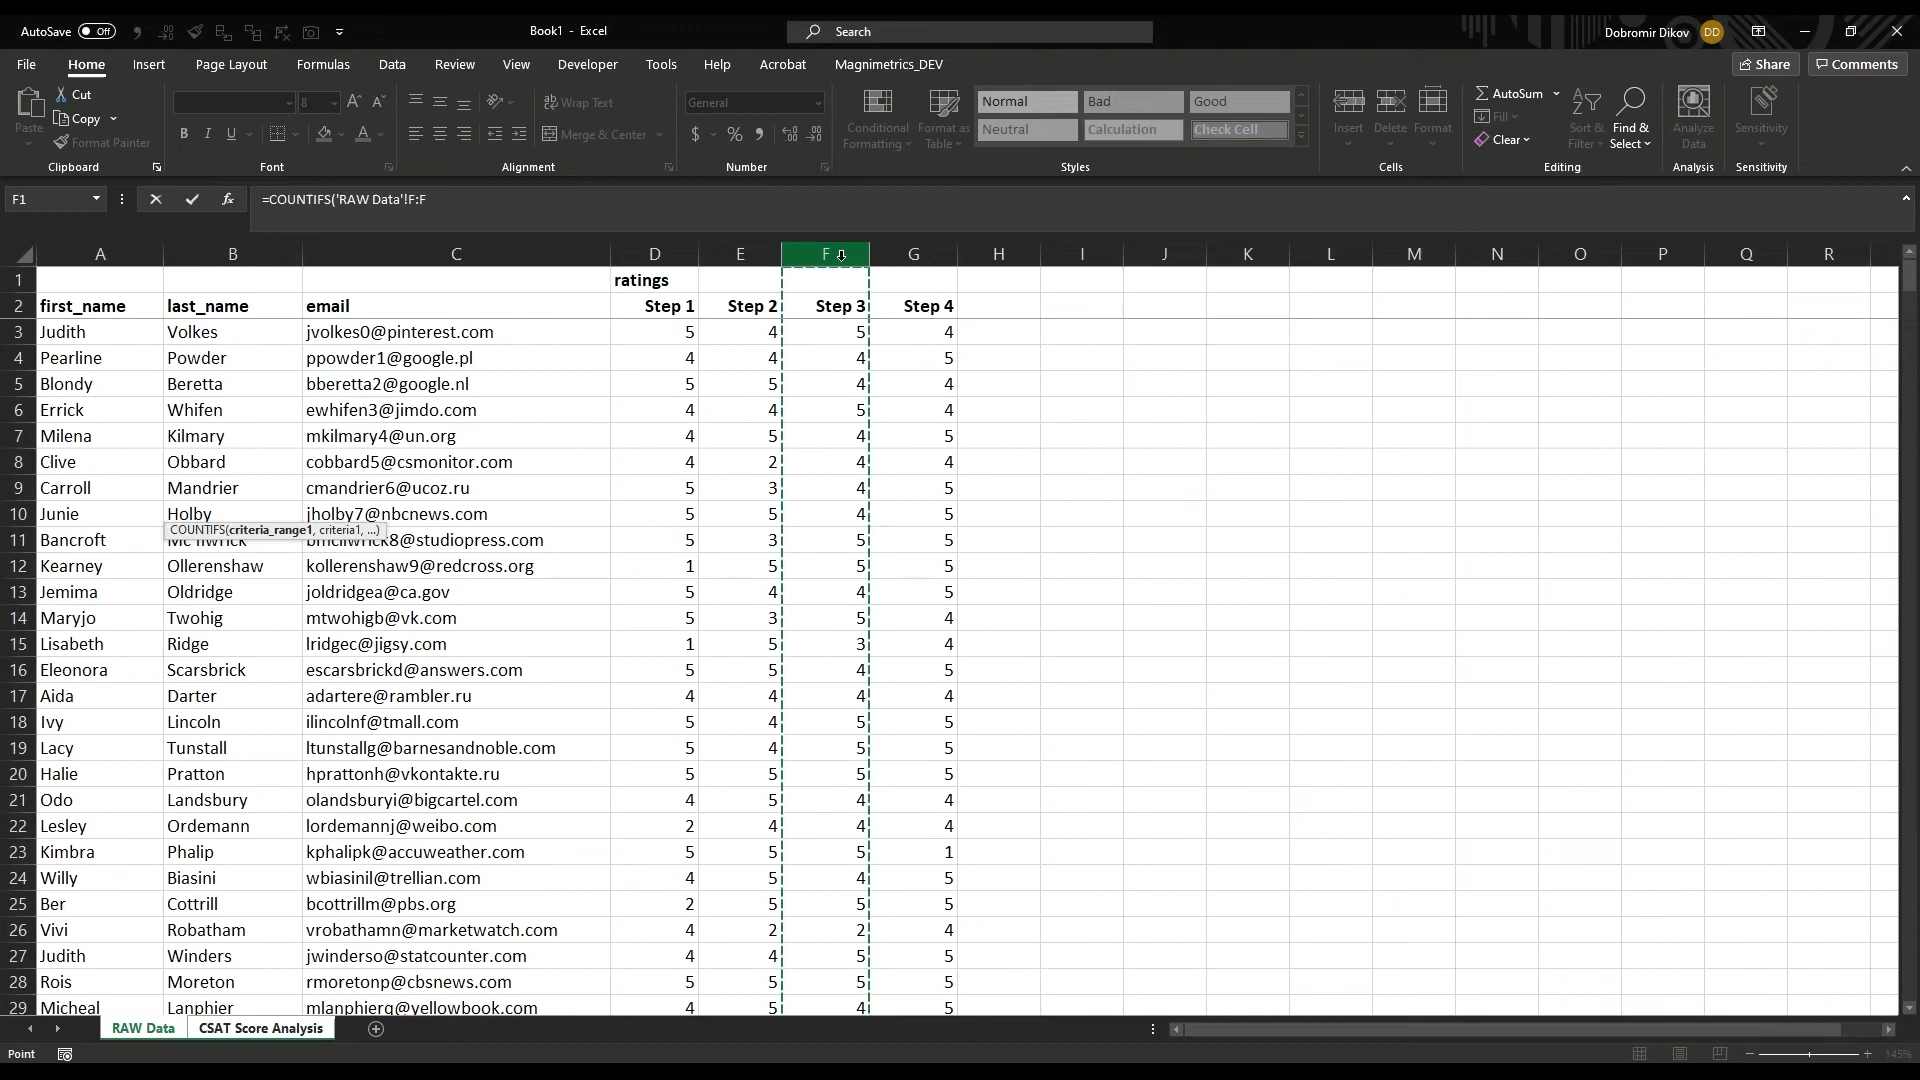 AutoSave Off
Book1 - Excel
Search
Dobromir Dikov
DD
File Home Insert Page Layout Formulas Data Review View Developer Tools Help Acrobat Magnimetrics_DEV
Share Comments
Paste
Cut
Copy
Format Painter
Clipboard
8
B I U
Font
Wrap Text
Merge & Center
Alignment
General
$ % 9
Number
Conditional Formatting
Format as Table
Normal Bad Good
Neutral Calculation Check Cell
Styles
Insert Delete Format
Cells
AutoSum
Fill
Clear
Sort & Filter
Find & Select
Editing
Analyze Data
Analysis
Sensitivity
Sensitivity
F1
fx
=COUNTIFS('RAW Data'!F:F
A B C D E F G H I J K L M N O P Q R
1 ratings
2 first_name last_name email Step 1 Step 2 Step 3 Step 4
3 Judith Volkes jvolkes0@pinterest.com 5 4 5 4
4 Pearline Powder ppowder1@google.pl 4 4 4 5
5 Blondy Beretta bberetta2@google.nl 5 5 4 4
6 Errick Whifen ewhifen3@jimdo.com 4 4 5 4
7 Milena Kilmary mkilmary4@un.org 4 5 4 5
8 Clive Obbard cobbard5@csmonitor.com 4 2 4 4
9 Carroll Mandrier cmandrier6@ucoz.ru 5 3 4 5
10 Junie Holby jholby7@nbcnews.com 5 5 4 5
COUNTIFS(criteria_range1, criteria1, ...)
11 Bancroft 5 3 5 5
12 Kearney Ollerenshaw kollerenshaw9@redcross.org 1 5 5 5
13 Jemima Oldridge joldridgea@ca.gov 5 4 4 5
14 Maryjo Twohig mtwohigb@vk.com 5 3 5 4
15 Lisabeth Ridge lridgec@jigsy.com 1 5 3 4
16 Eleonora Scarsbrick escarsbrickd@answers.com 5 5 4 5
17 Aida Darter adartere@rambler.ru 4 4 4 4
18 Ivy Lincoln ilincolnf@tmall.com 5 4 5 5
19 Lacy Tunstall ltunstallg@barnesandnoble.com 5 4 5 5
20 Halie Pratton hprattonh@vkontakte.ru 5 5 5 5
21 Odo Landsbury olandsburyi@bigcartel.com 4 5 4 4
22 Lesley Ordemann lordemannj@weibo.com 2 4 4 4
23 Kimbra Phalip kphalipk@accuweather.com 5 5 5 1
24 Willy Biasini wbiasinil@trellian.com 4 5 4 5
25 Ber Cottrill bcottrillm@pbs.org 2 5 5 5
26 Vivi Robatham vrobathamn@marketwatch.com 4 2 2 4
27 Judith Winders jwinderso@statcounter.com 4 4 5 5
28 Rois Moreton rmoretonp@cbsnews.com 5 5 5 5
29 Micheal Lanphier mlanphierq@yellowbook.com 4 5 4 5
RAW Data CSAT Score Analysis
Point
145%